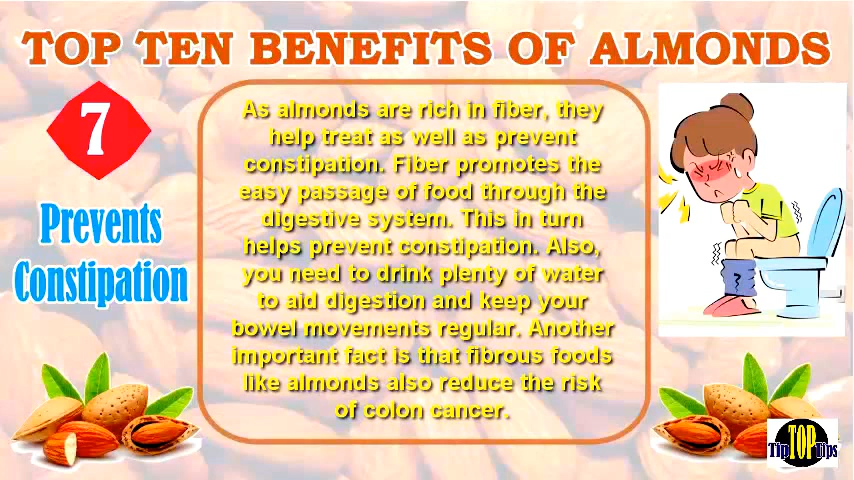 TOP TEN BENEFITS OF ALMONDS
7
Prevents
Constipation
As almonds are rich in fiber, they
help treat as well as prevent
constipation. Fiber promotes the
easy passage of food through the
digestive system. This in turn
helps prevent constipation. Also,
you need to drink plenty of water
to aid digestion and keep your
bowel movements regular. Another
important fact is that fibrous foods
like almonds also reduce the risk
of colon cancer.
Tip TOP Tips